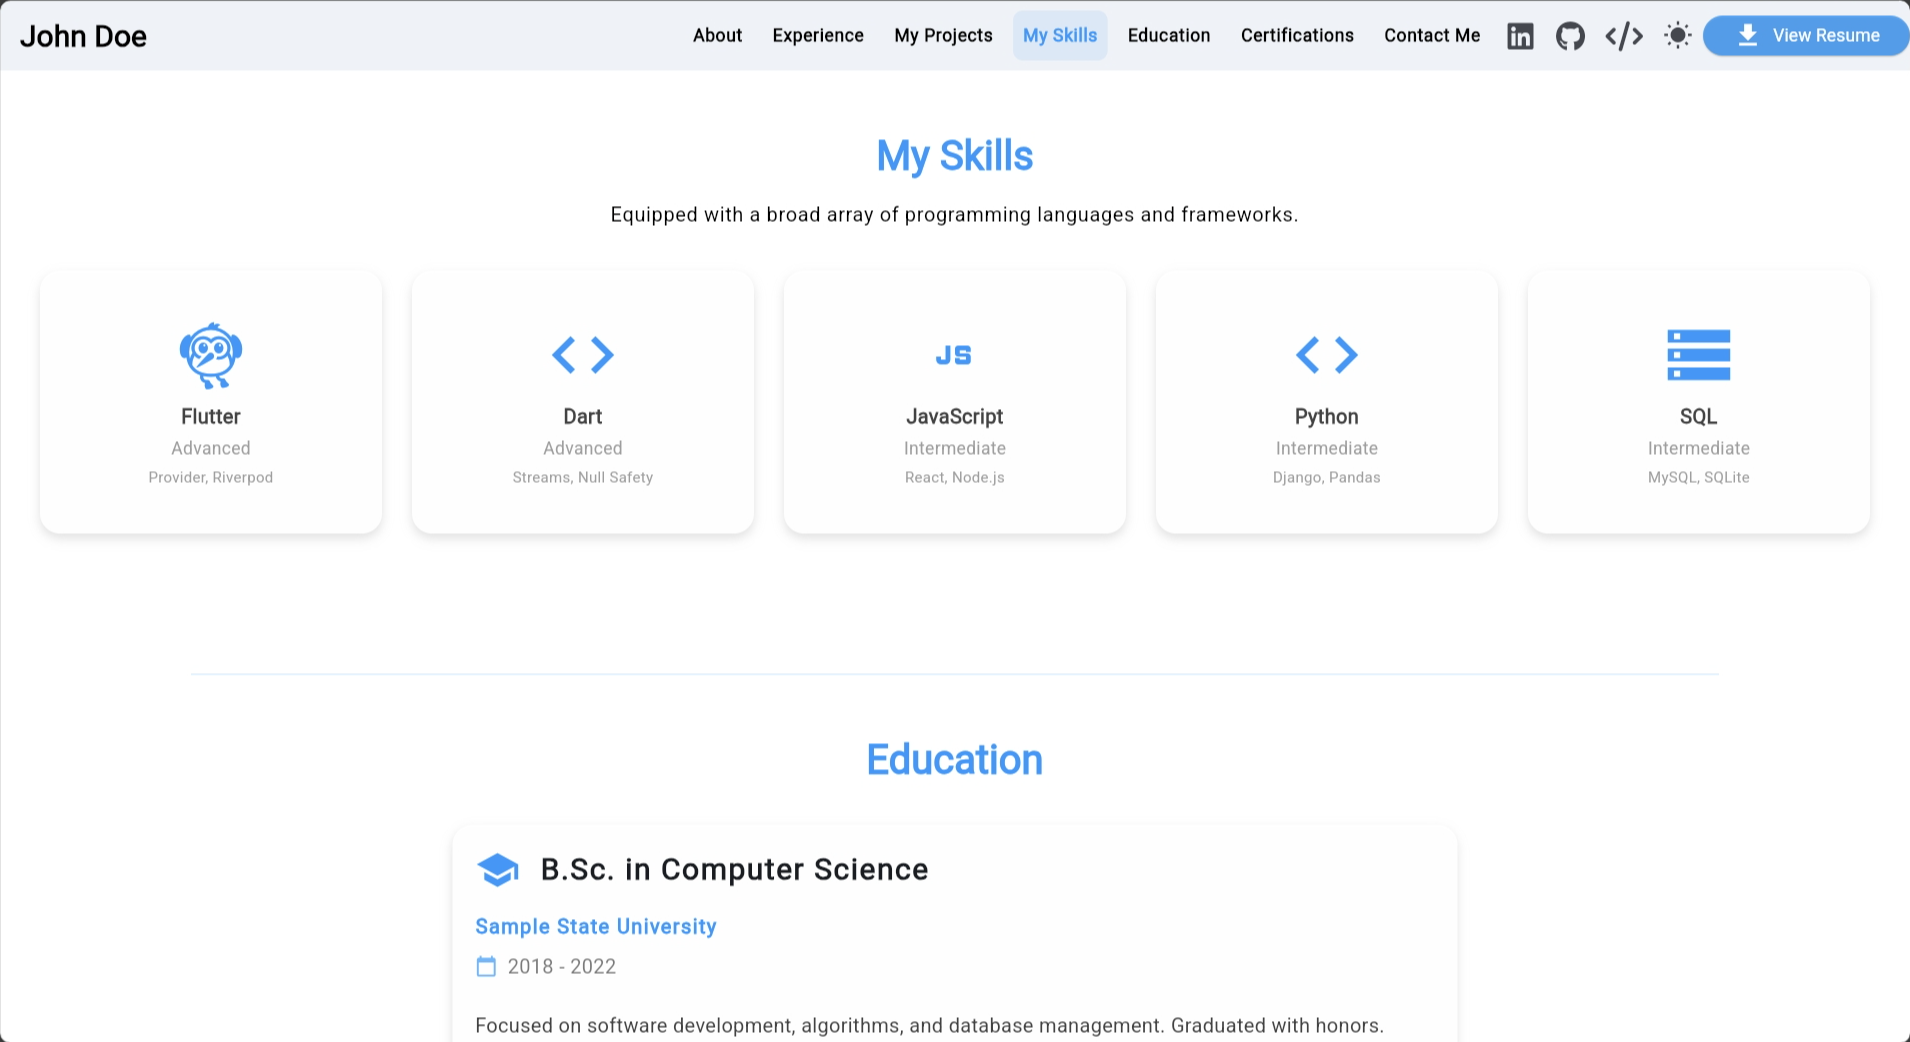 John Doe
About Experience My Projects My Skills Education Certifications Contact Me </> View Resume
My Skills
Equipped with a broad array of programming languages and frameworks.
Flutter
Advanced
Provider, Riverpod
Dart
Advanced
Streams, Null Safety
JS
JavaScript
Intermediate
React, Node.js
Python
Intermediate
Django, Pandas
SQL
Intermediate
MySQL, SQLite
Education
B.Sc. in Computer Science
Sample State University
2018 - 2022
Focused on software development, algorithms, and database management. Graduated with honors.